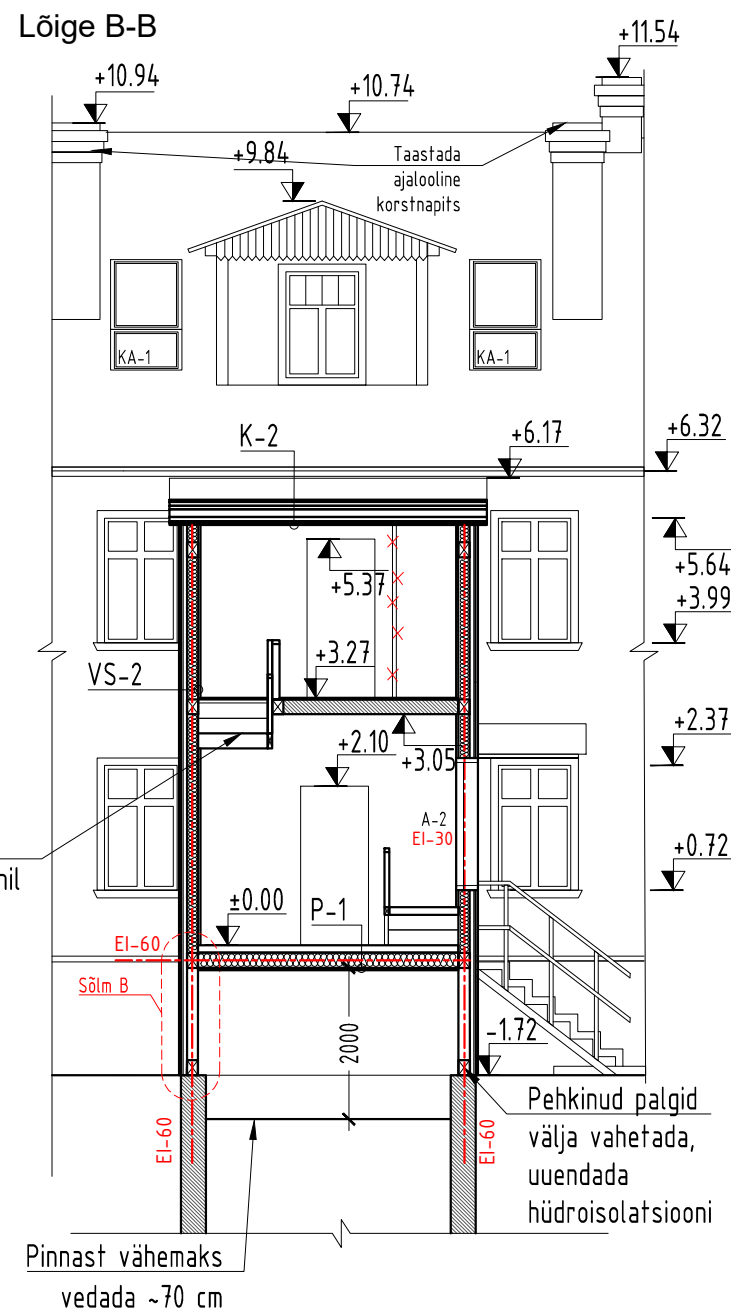 Lõige B-B
+11.54
+10.94
+10.74
+9.84
Taastada
ajalooline
korstnapits
KA-1
KA-1
K-2
+6.17
+6.32
+5.37
+5.64
+3.99
VS-2
+3.27
+2.37
+2.10
+3.05
A-2
EI-30
+0.72
nil
±0.00
P-1
EI-60
Sõlm B
2000
-1.72
EI-60
EI-60
Pehkinud palgid
välja vahetada,
uuendada
hüdroisolatsiooni
Pinnast vähemaks
vedada ~70 cm